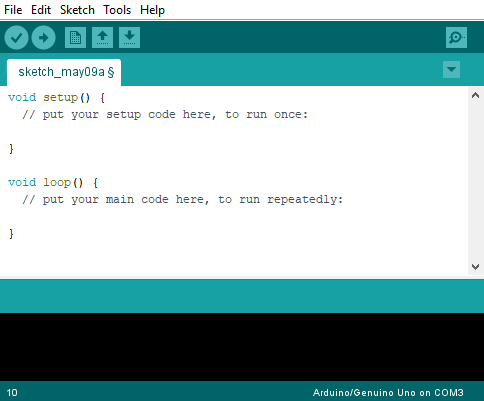 File Edit Sketch Tools Help
sketch_may09a §
void setup() {
  // put your setup code here, to run once:
}
void loop() {
  // put your main code here, to run repeatedly:
}
10 Arduino/Genuino Uno on COM3